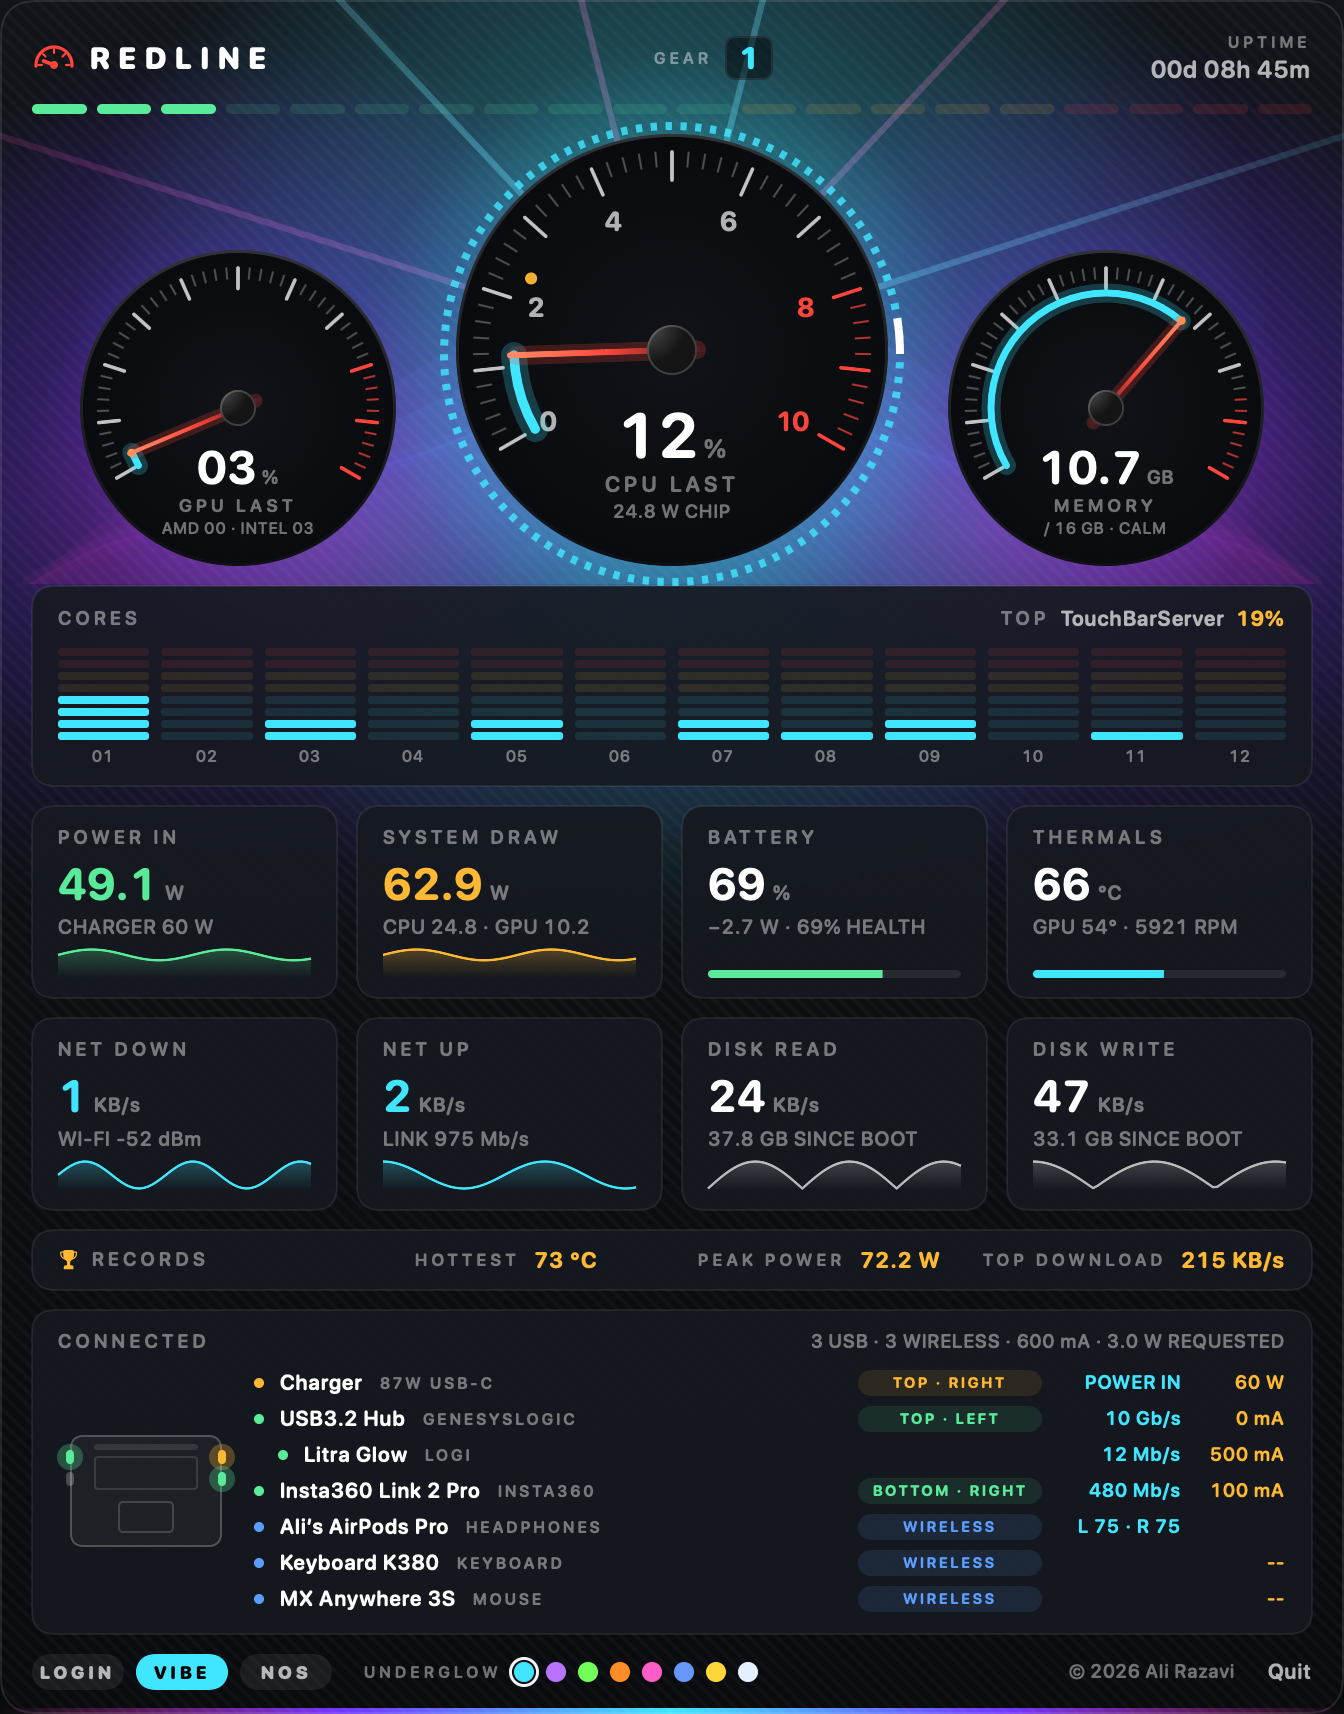 REDLINE
GEAR 1
UPTIME
00d 08h 45m
4 6
2 8
0 10
12 %
CPU LAST
24.8 W CHIP
03 %
GPU LAST
AMD 00 · INTEL 03
10.7 GB
MEMORY
/ 16 GB · CALM
CORES TOP TouchBarServer 19%
01 02 03 04 05 06 07 08 09 10 11 12
POWER IN
49.1 W
CHARGER 60 W
SYSTEM DRAW
62.9 W
CPU 24.8 · GPU 10.2
BATTERY
69 %
−2.7 W · 69% HEALTH
THERMALS
66 °C
GPU 54° · 5921 RPM
NET DOWN
1 KB/s
WI-FI -52 dBm
NET UP
2 KB/s
LINK 975 Mb/s
DISK READ
24 KB/s
37.8 GB SINCE BOOT
DISK WRITE
47 KB/s
33.1 GB SINCE BOOT
RECORDS HOTTEST 73 °C PEAK POWER 72.2 W TOP DOWNLOAD 215 KB/s
CONNECTED 3 USB · 3 WIRELESS · 600 mA · 3.0 W REQUESTED
Charger 87W USB-C TOP · RIGHT POWER IN 60 W
USB3.2 Hub GENESYSLOGIC TOP · LEFT 10 Gb/s 0 mA
Litra Glow LOGI 12 Mb/s 500 mA
Insta360 Link 2 Pro INSTA360 BOTTOM · RIGHT 480 Mb/s 100 mA
Ali's AirPods Pro HEADPHONES WIRELESS L 75 · R 75
Keyboard K380 KEYBOARD WIRELESS --
MX Anywhere 3S MOUSE WIRELESS --
LOGIN VIBE NOS UNDERGLOW © 2026 Ali Razavi Quit